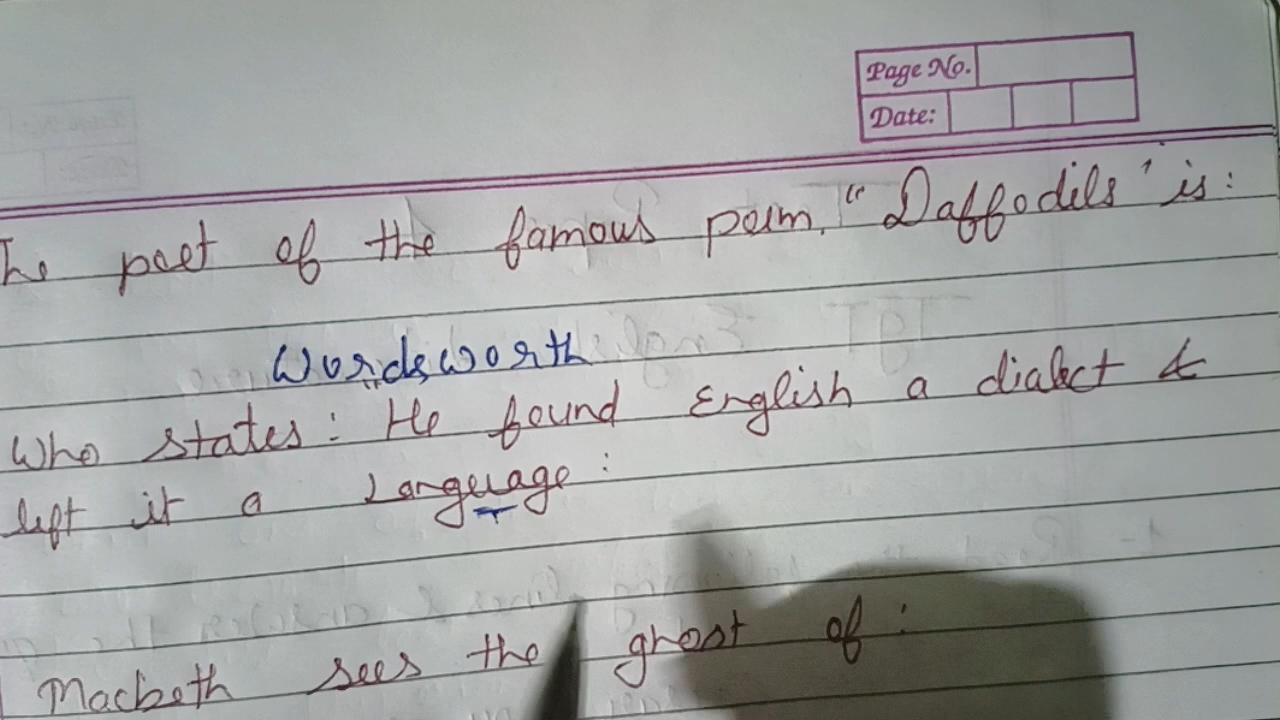 Page No.
Date:
The poet of the famous poem. "Daffodils' is:
Wordsworth
Who states: He found English a dialect &
left it a Language:
Macbeth sees the ghost of: